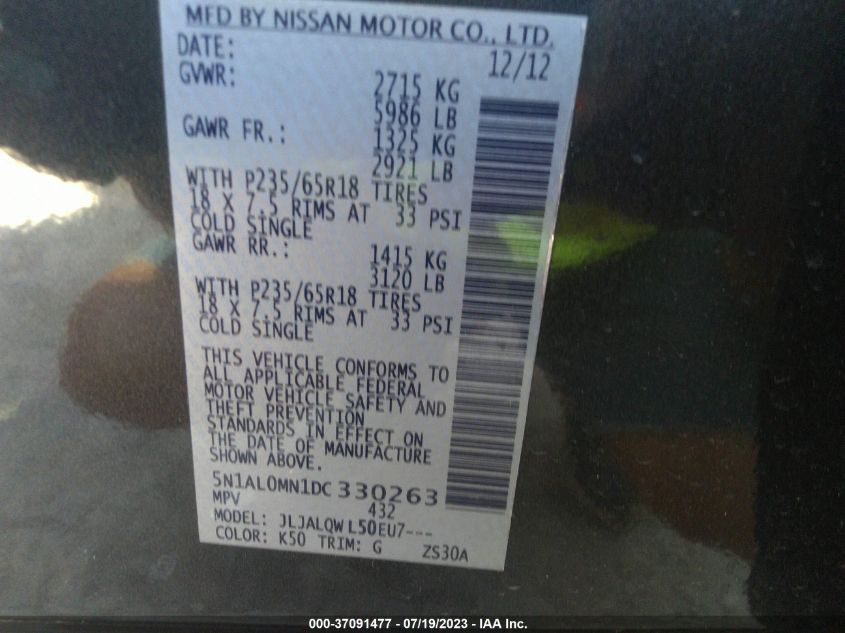 MFD BY NISSAN MOTOR CO., LTD.
DATE: 12/12
GVWR: 2715 KG
5986 LB
GAWR FR.: 1325 KG
2921 LB
WITH P235/65R18 TIRES
18 X 7.5 RIMS AT 33 PSI
COLD SINGLE
GAWR RR.: 1415 KG
3120 LB
WITH P235/65R18 TIRES
18 X 7.5 RIMS AT 33 PSI
COLD SINGLE
THIS VEHICLE CONFORMS TO
ALL APPLICABLE FEDERAL
MOTOR VEHICLE SAFETY AND
THEFT PREVENTION
STANDARDS IN EFFECT ON
THE DATE OF MANUFACTURE
SHOWN ABOVE.
5N1AL0MN1DC 330263
MPV 432
MODEL: JLJALQW L50EU7---
COLOR: K50 TRIM: G ZS30A
000-37091477 - 07/19/2023 - IAA Inc.